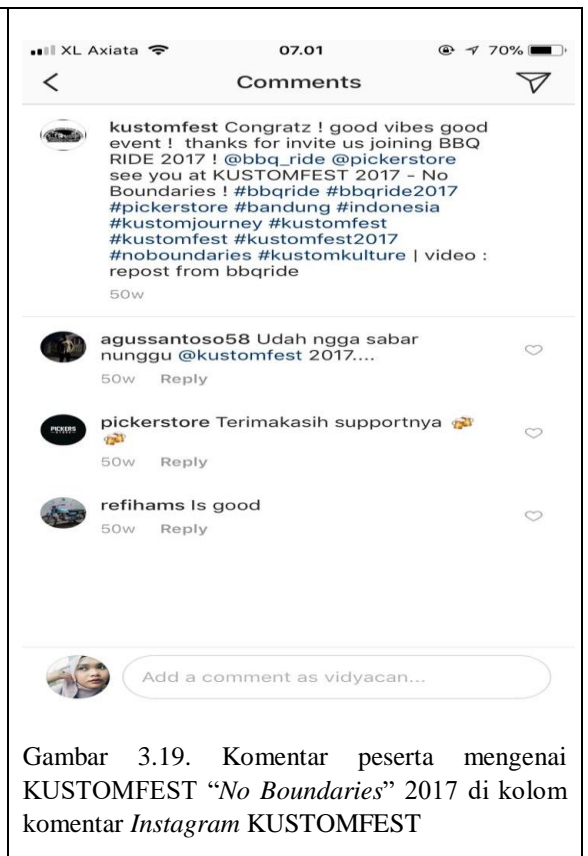 XL Axiata 07.01 70%
Comments
kustomfest Congratz ! good vibes good
event ! thanks for invite us joining BBQ
RIDE 2017 ! @bbq_ride @pickerstore
see you at KUSTOMFEST 2017 - No
Boundaries ! #bbqride #bbqride2017
#pickerstore #bandung #indonesia
#kustomjourney #kustomfest
#kustomfest #kustomfest2017
#noboundaries #kustomkulture | video :
repost from bbqride
50w
agussantoso58 Udah ngga sabar
nunggu @kustomfest 2017....
50w Reply
PICKERS
pickerstore Terimakasih supportnya 🍻
🍻
50w Reply
refihams Is good
50w Reply
Add a comment as vidyacan...
Gambar 3.19. Komentar peserta mengenai
KUSTOMFEST “No Boundaries” 2017 di kolom
komentar Instagram KUSTOMFEST